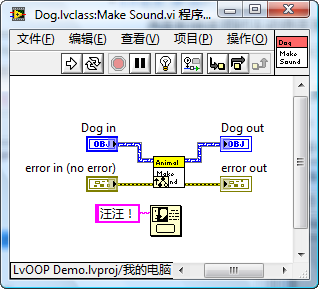 Dog.lvclass:Make Sound.vi 程序...
文件(F) 编辑(E) 查看(V) 项目(P) 操作(O)
Dog
Make
Sound
Dog in
Dog out
OBJ
OBJ
Animal
Make
error in (no error)
error out
汪汪！
LvOOP Demo.lvproj/我的电脑